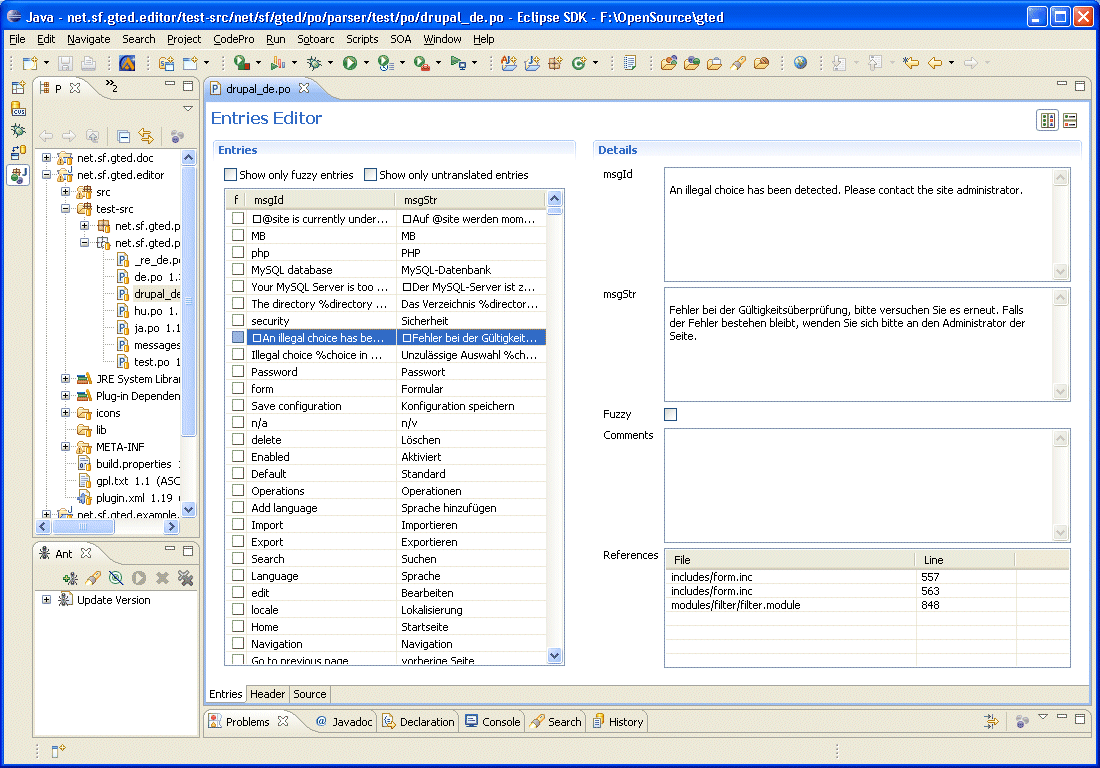 Java - net.sf.gted.editor/test-src/net/sf/gted/po/parser/test/po/drupal_de.po - Eclipse SDK - F:\OpenSource\gted
File Edit Navigate Search Project CodePro Run Sotoarc Scripts SOA Window Help
P
»2
drupal_de.po
net.sf.gted.doc
net.sf.gted.editor
src
test-src
net.sf.gted.p
net.sf.gted.p
_re_de.po
de.po 1.
drupal_de
hu.po 1.
ja.po 1.1
messages
test.po 1
JRE System Librar
Plug-in Dependen
icons
lib
META-INF
build.properties
gpl.txt 1.1 (ASC
plugin.xml 1.19
net.sf.gted.example
Ant
Update Version
Entries Editor
Entries
Show only fuzzy entries Show only untranslated entries
f msgId msgStr
□@site is currently under... □Auf @site werden mom...
MB MB
php PHP
MySQL database MySQL-Datenbank
Your MySQL Server is too ... □Der MySQL-Server ist z...
The directory %directory ... Das Verzeichnis %director...
security Sicherheit
□An illegal choice has be... □Fehler bei der Gültigkeit...
Illegal choice %choice in ... Unzulässige Auswahl %ch...
Password Passwort
form Formular
Save configuration Konfiguration speichern
n/a n/v
delete Löschen
Enabled Aktiviert
Default Standard
Operations Operationen
Add language Sprache hinzufügen
Import Importieren
Export Exportieren
Search Suchen
Language Sprache
edit Bearbeiten
locale Lokalisierung
Home Startseite
Navigation Navigation
Go to previous page vorherige Seite
Details
msgId
An illegal choice has been detected. Please contact the site administrator.
msgStr
Fehler bei der Gültigkeitsüberprüfung, bitte versuchen Sie es erneut. Falls
der Fehler bestehen bleibt, wenden Sie sich bitte an den Administrator der
Seite.
Fuzzy
Comments
References
File Line
includes/form.inc 557
includes/form.inc 563
modules/filter/filter.module 848
Entries Header Source
Problems Javadoc Declaration Console Search History